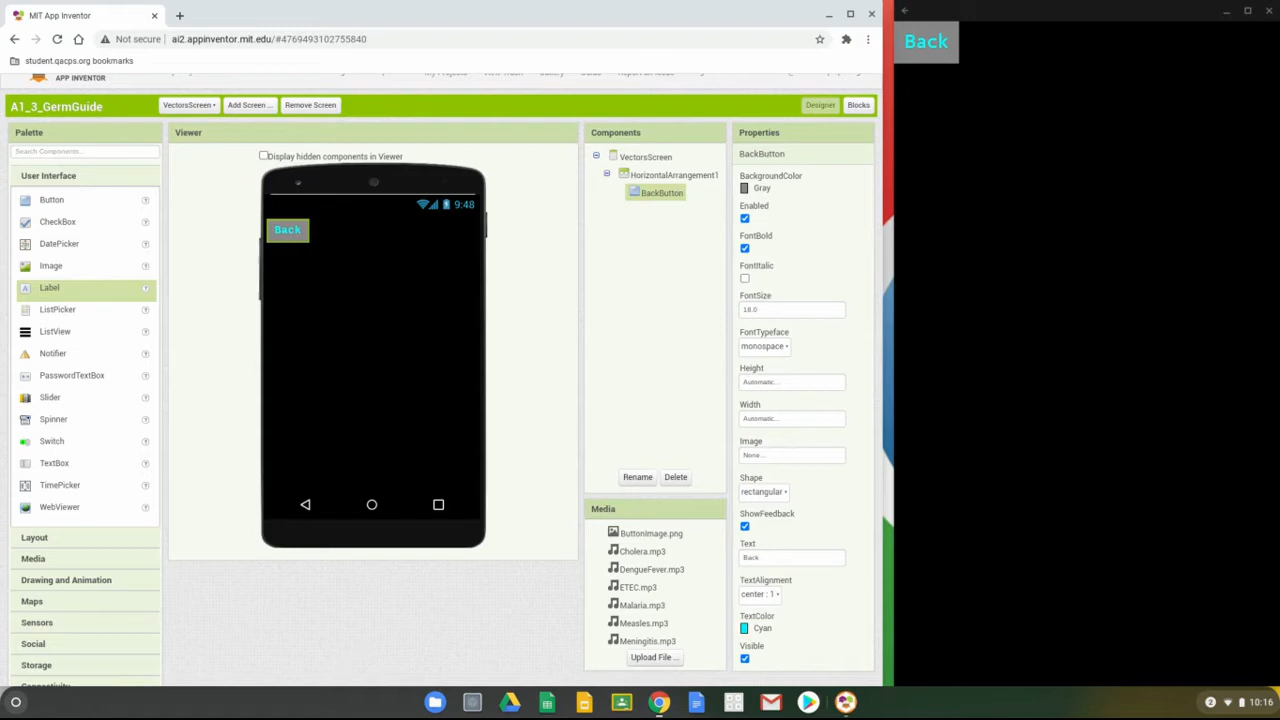 MIT App Inventor
Not secure
ai2.appinventor.mit.edu/#4769493102755840
student.qacps.org bookmarks
APP INVENTOR
A1_3_GermGuide
VectorsScreen
Add Screen ...
Remove Screen
Designer
Blocks
Palette
Search Components...
User Interface
Button
CheckBox
DatePicker
Image
Label
ListPicker
ListView
Notifier
PasswordTextBox
Slider
Spinner
Switch
TextBox
TimePicker
WebViewer
Layout
Media
Drawing and Animation
Maps
Sensors
Social
Storage
Connectivity
Viewer
Display hidden components in Viewer
9:48
Back
Components
VectorsScreen
HorizontalArrangement1
BackButton
Rename
Delete
Media
ButtonImage.png
Cholera.mp3
DengueFever.mp3
ETEC.mp3
Malaria.mp3
Measles.mp3
Meningitis.mp3
Upload File ...
Properties
BackButton
BackgroundColor
Gray
Enabled
FontBold
FontItalic
FontSize
18.0
FontTypeface
monospace
Height
Automatic...
Width
Automatic...
Image
None...
Shape
rectangular
ShowFeedback
Text
Back
TextAlignment
center : 1
TextColor
Cyan
Visible
Back
2
10:16